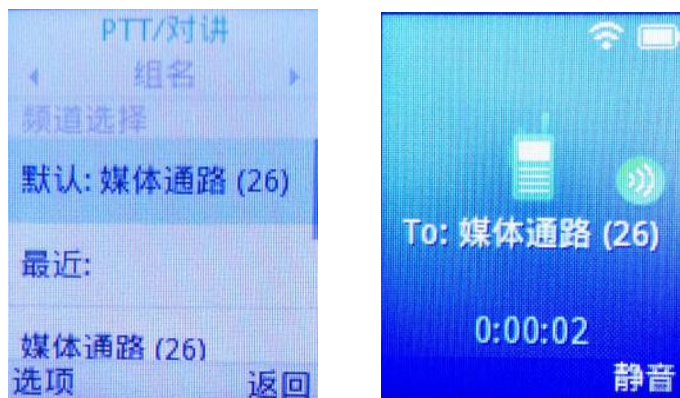 PTT/对讲
组名
频道选择
默认: 媒体通路 (26)
最近:
媒体通路 (26)
选项
返回
To: 媒体通路 (26)
0:00:02
静音